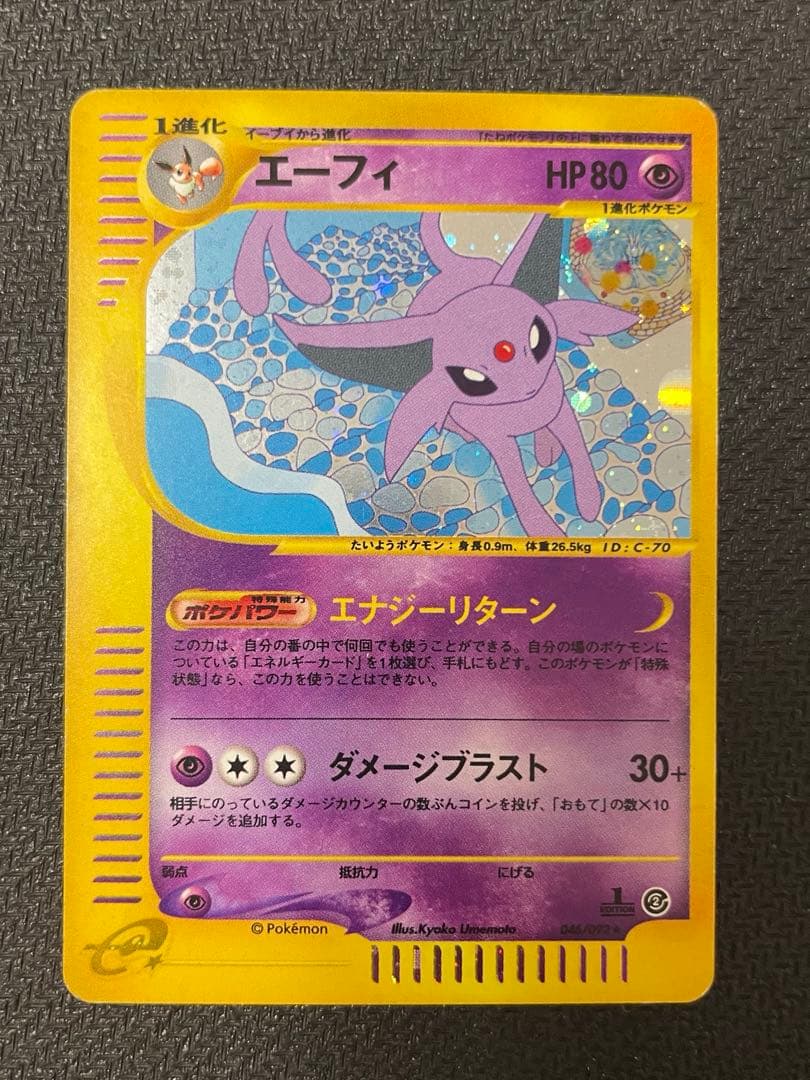 1進化
イーブイから進化
「たねポケモン」の上に重ねて進化させます
エーフィ HP80
1進化ポケモン
たいようポケモン：身長0.9m、体重26.5kg ID:C-70
特殊能力
ポケパワー エナジーリターン
この力は、自分の番の中で何回でも使うことができる。自分の場のポケモンに
ついている「エネルギーカード」を1枚選び、手札にもどす。このポケモンが「特殊
状態」なら、この力を使うことはできない。
ダメージブラスト 30+
相手にのっているダメージカウンターの数ぶんコインを投げ、「おもて」の数×10
ダメージを追加する。
弱点 抵抗力 にげる
1
EDITION
2
© Pokémon Illus.Kyoko Umemoto 046/092 ★
e